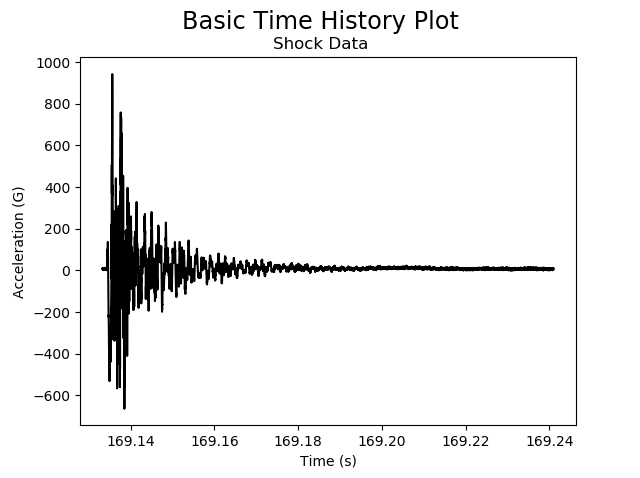 Basic Time History Plot
Shock Data
1000
800
600
400
200
0
−200
−400
−600
Acceleration (G)
169.14 169.16 169.18 169.20 169.22 169.24
Time (s)